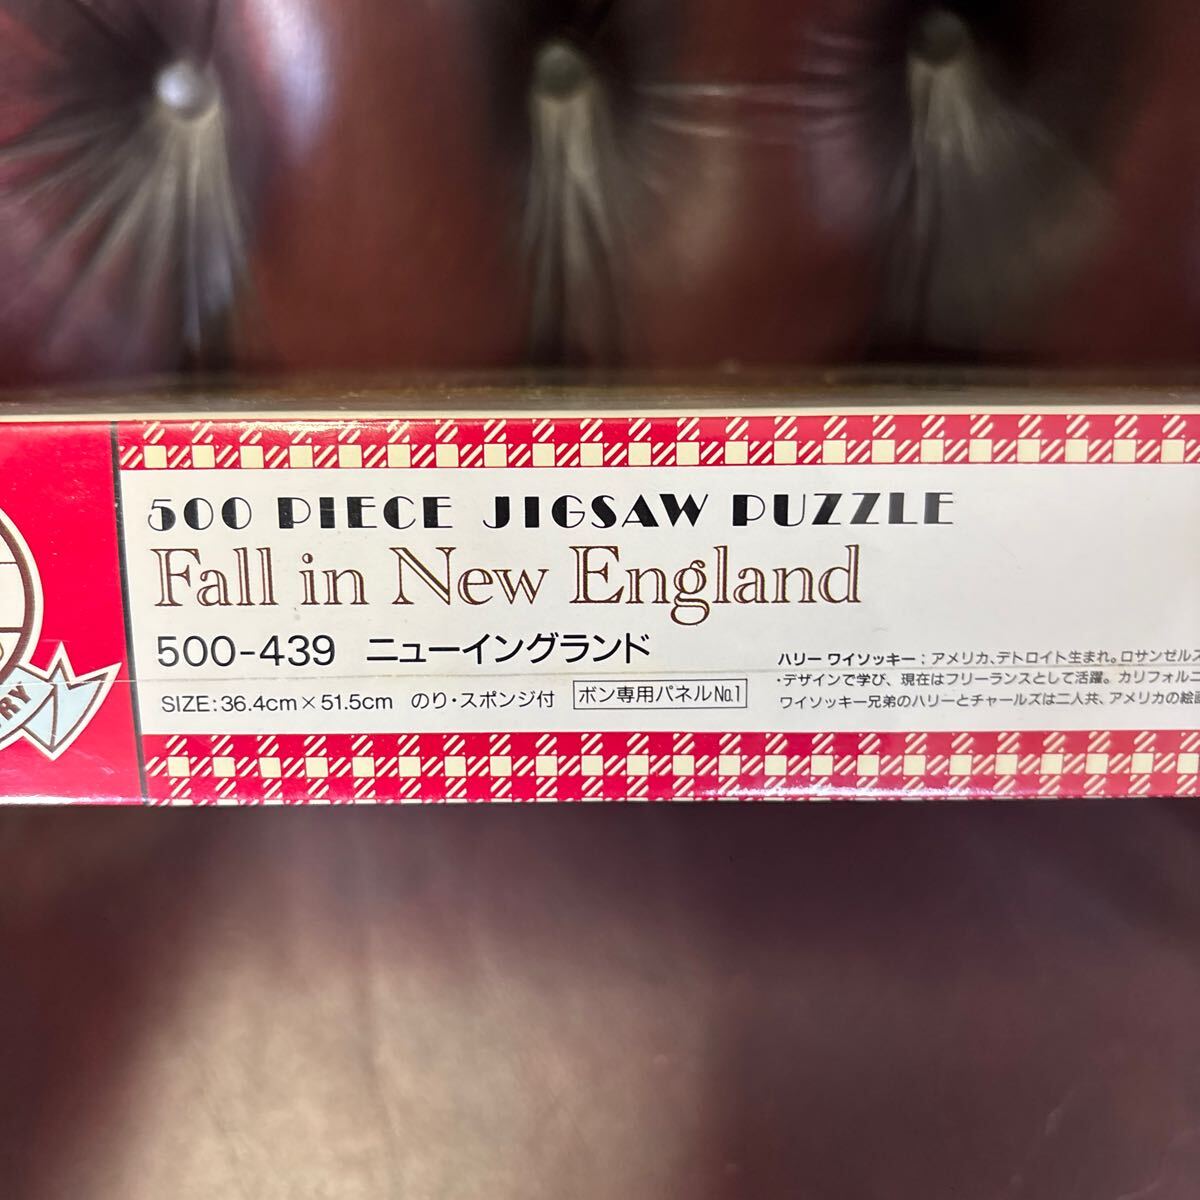 500 PIECE JIGSAW PUZZLE
Fall in New England
500-439 ニューイングランド
SIZE:36.4cm×51.5cm のり・スポンジ付 ボン専用パネルNo.1
ハリー ワイソッキー:アメリカ、デトロイト生まれ。ロサンゼルス
・デザインで学び、現在はフリーランスとして活躍。カリフォルニ
ワイソッキー兄弟のハリーとチャールズは二人共、アメリカの絵画
TRY